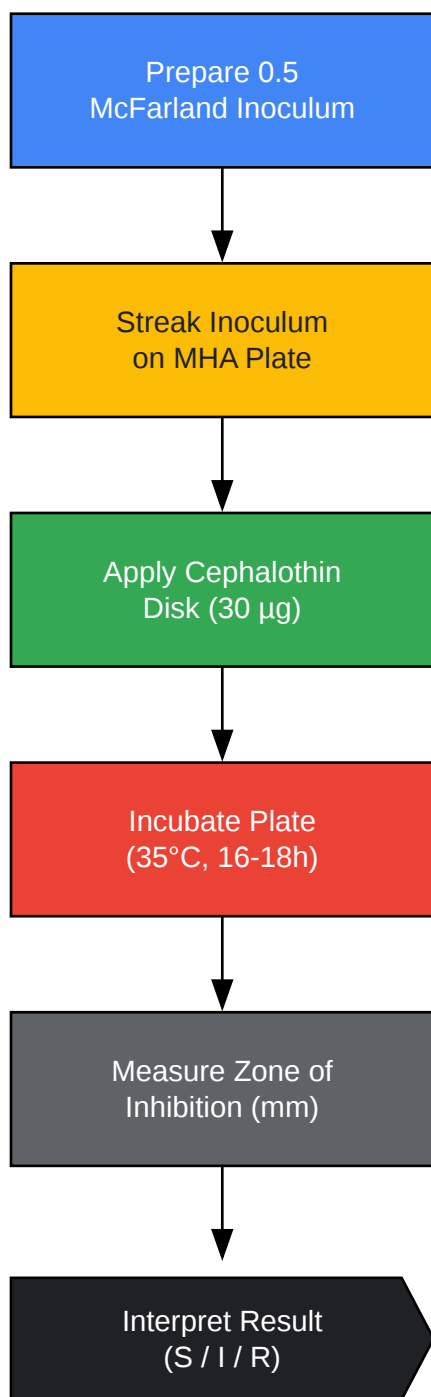 Prepare 0.5
McFarland Inoculum
Streak Inoculum
on MHA Plate
Apply Cephalothin
Disk (30 µg)
Incubate Plate
(35°C, 16-18h)
Measure Zone of
Inhibition (mm)
Interpret Result
(S / I / R)